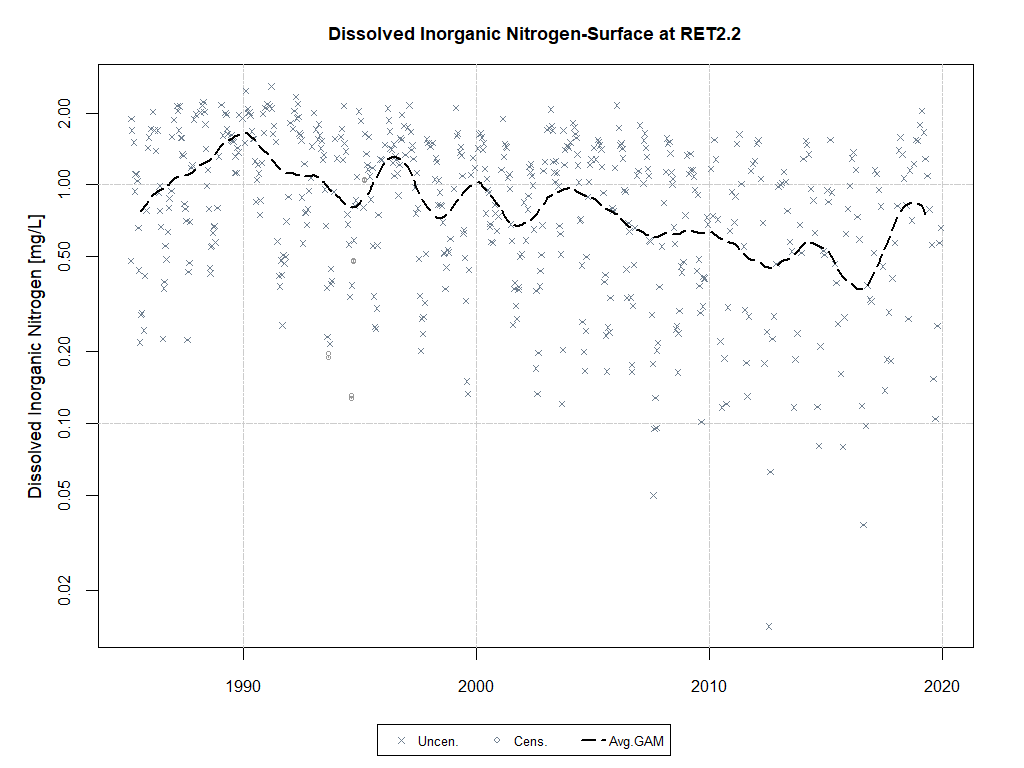 Dissolved Inorganic Nitrogen-Surface at RET2.2
Dissolved Inorganic Nitrogen [mg/L]
2.00
1.00
0.50
0.20
0.10
0.05
0.02
1990 2000 2010 2020
Uncen. Cens. Avg.GAM